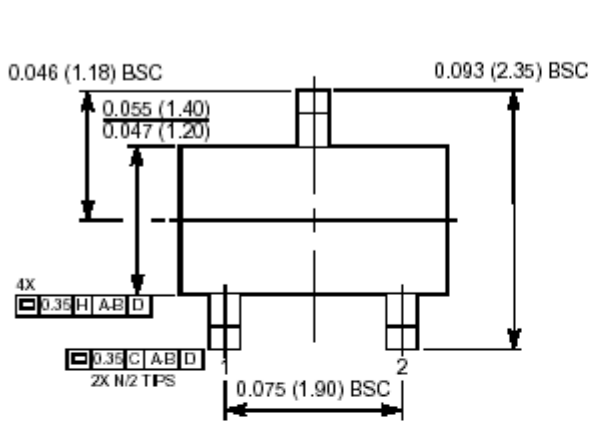 0.046 (1.18) BSC
0.093 (2.35) BSC
0.055 (1.40)
0.047 (1.20)
4X
0.35 H A-B D
0.35 C A-B D
2X N/2 TIPS
1
2
0.075 (1.90) BSC